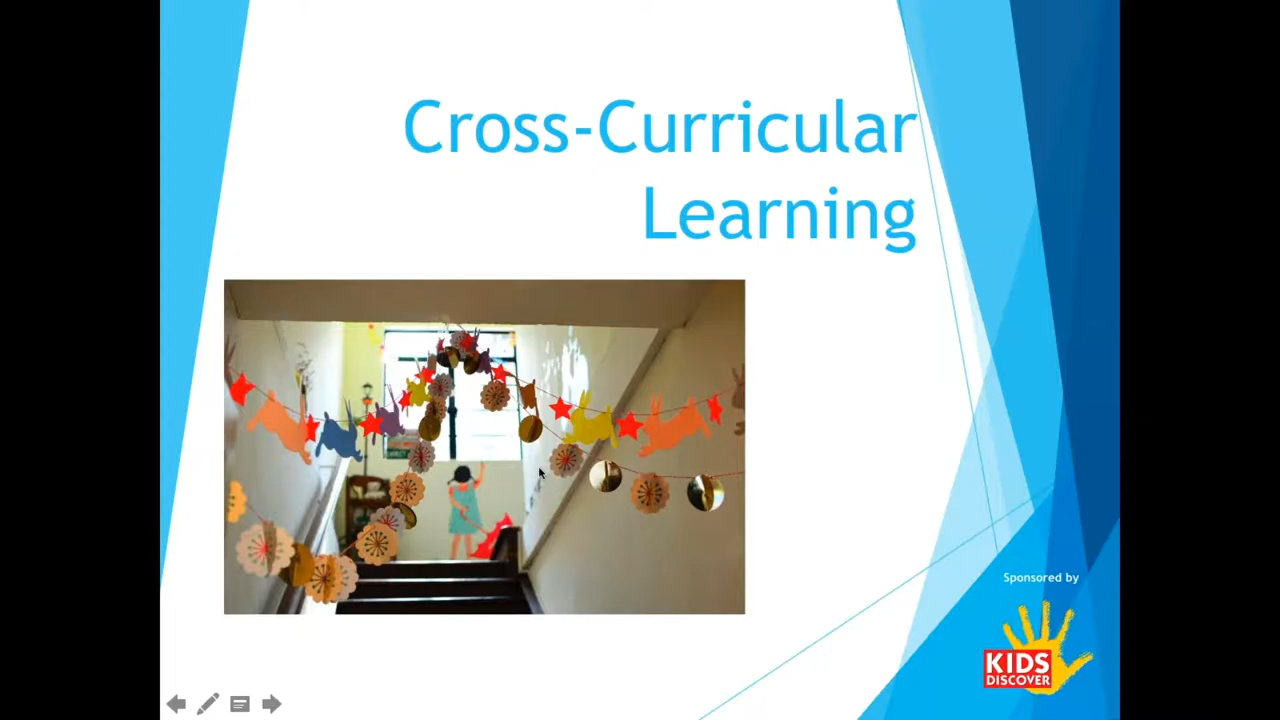 Cross-Curricular
Learning
Sponsored by
KIDS
DISCOVER